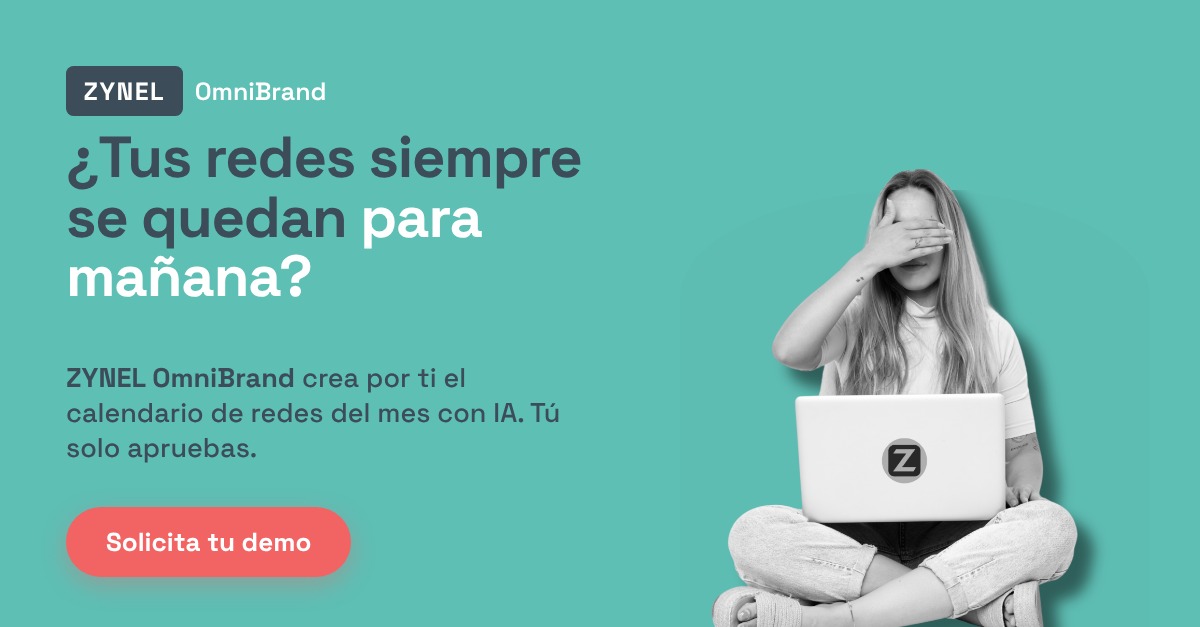 ZYNEL OmniBrand
¿Tus redes siempre
se quedan para
mañana?
ZYNEL OmniBrand crea por ti el
calendario de redes del mes con IA. Tú
solo apruebas.
Z
Solicita tu demo